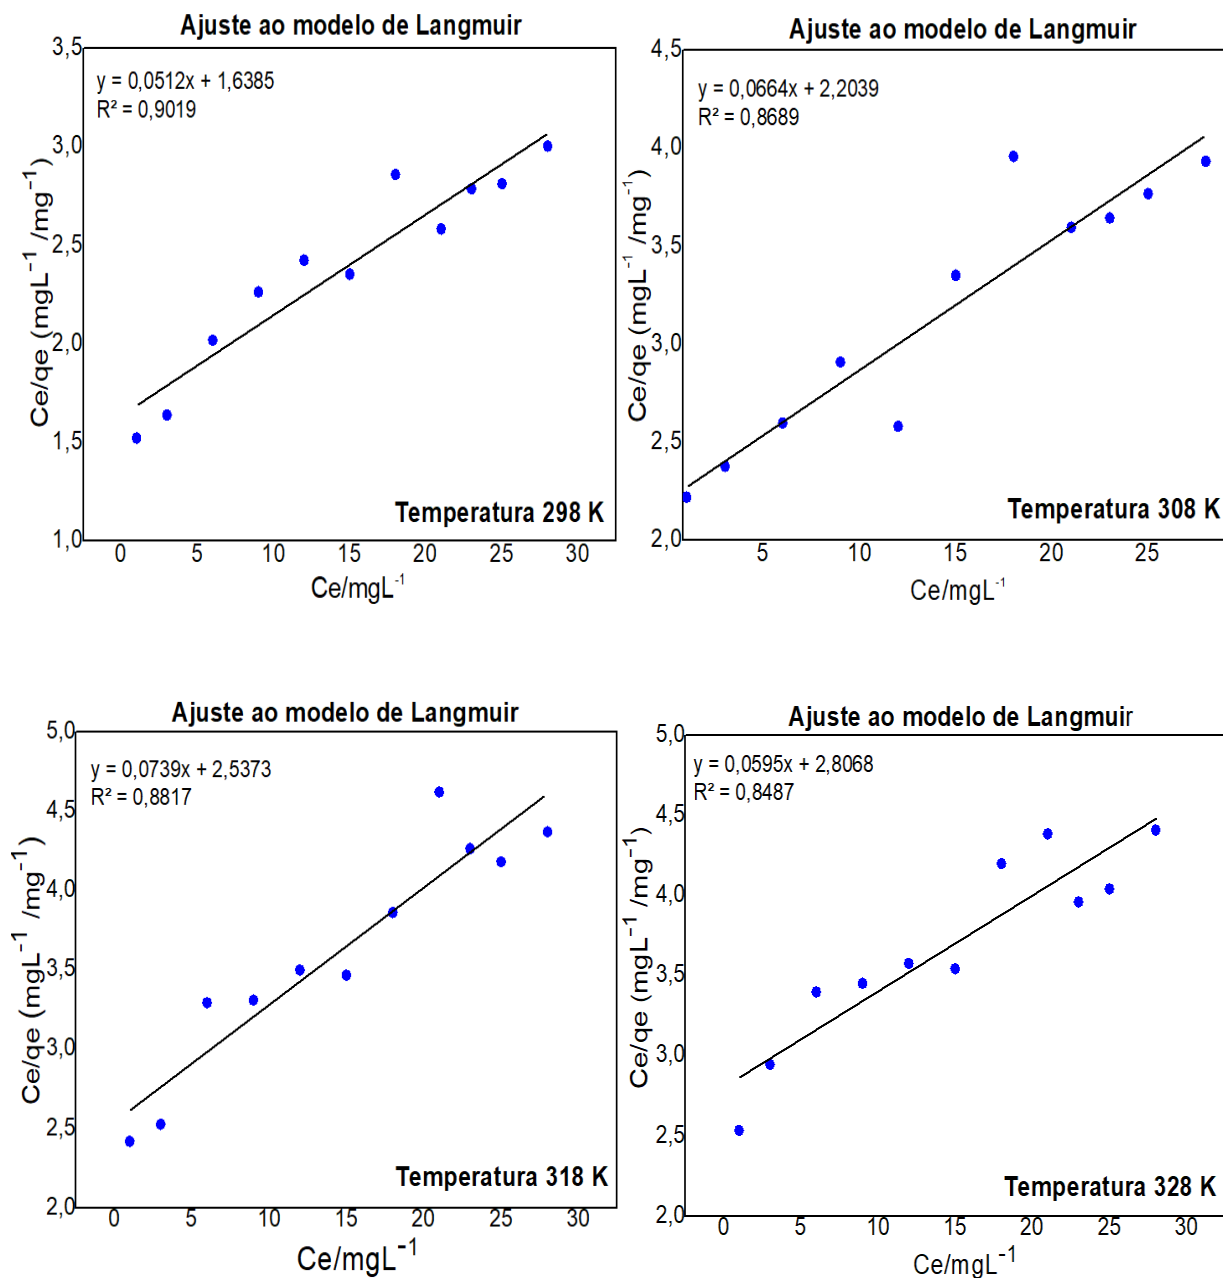 Ajuste ao modelo de Langmuir
y = 0,0512x + 1,6385
R² = 0,9019
Ce/qe (mgL⁻¹ /mg⁻¹)
3,5
3,0
2,5
2,0
1,5
1,0
Temperatura 298 K
0 5 10 15 20 25 30
Ce/mgL⁻¹
Ajuste ao modelo de Langmuir
y = 0,0664x + 2,2039
R² = 0,8689
Ce/qe (mgL⁻¹ /mg⁻¹)
4,5
4,0
3,5
3,0
2,5
2,0
Temperatura 308 K
5 10 15 20 25
Ce/mgL⁻¹
Ajuste ao modelo de Langmuir
y = 0,0739x + 2,5373
R² = 0,8817
Ce/qe (mgL⁻¹ /mg⁻¹)
5,0
4,5
4,0
3,5
3,0
2,5
2,0
Temperatura 318 K
0 5 10 15 20 25 30
Ce/mgL⁻¹
Ajuste ao modelo de Langmuir
y = 0,0595x + 2,8068
R² = 0,8487
Ce/qe (mgL⁻¹ /mg⁻¹)
5,0
4,5
4,0
3,5
3,0
2,5
2,0
Temperatura 328 K
0 5 10 15 20 25 30
Ce/mgL⁻¹